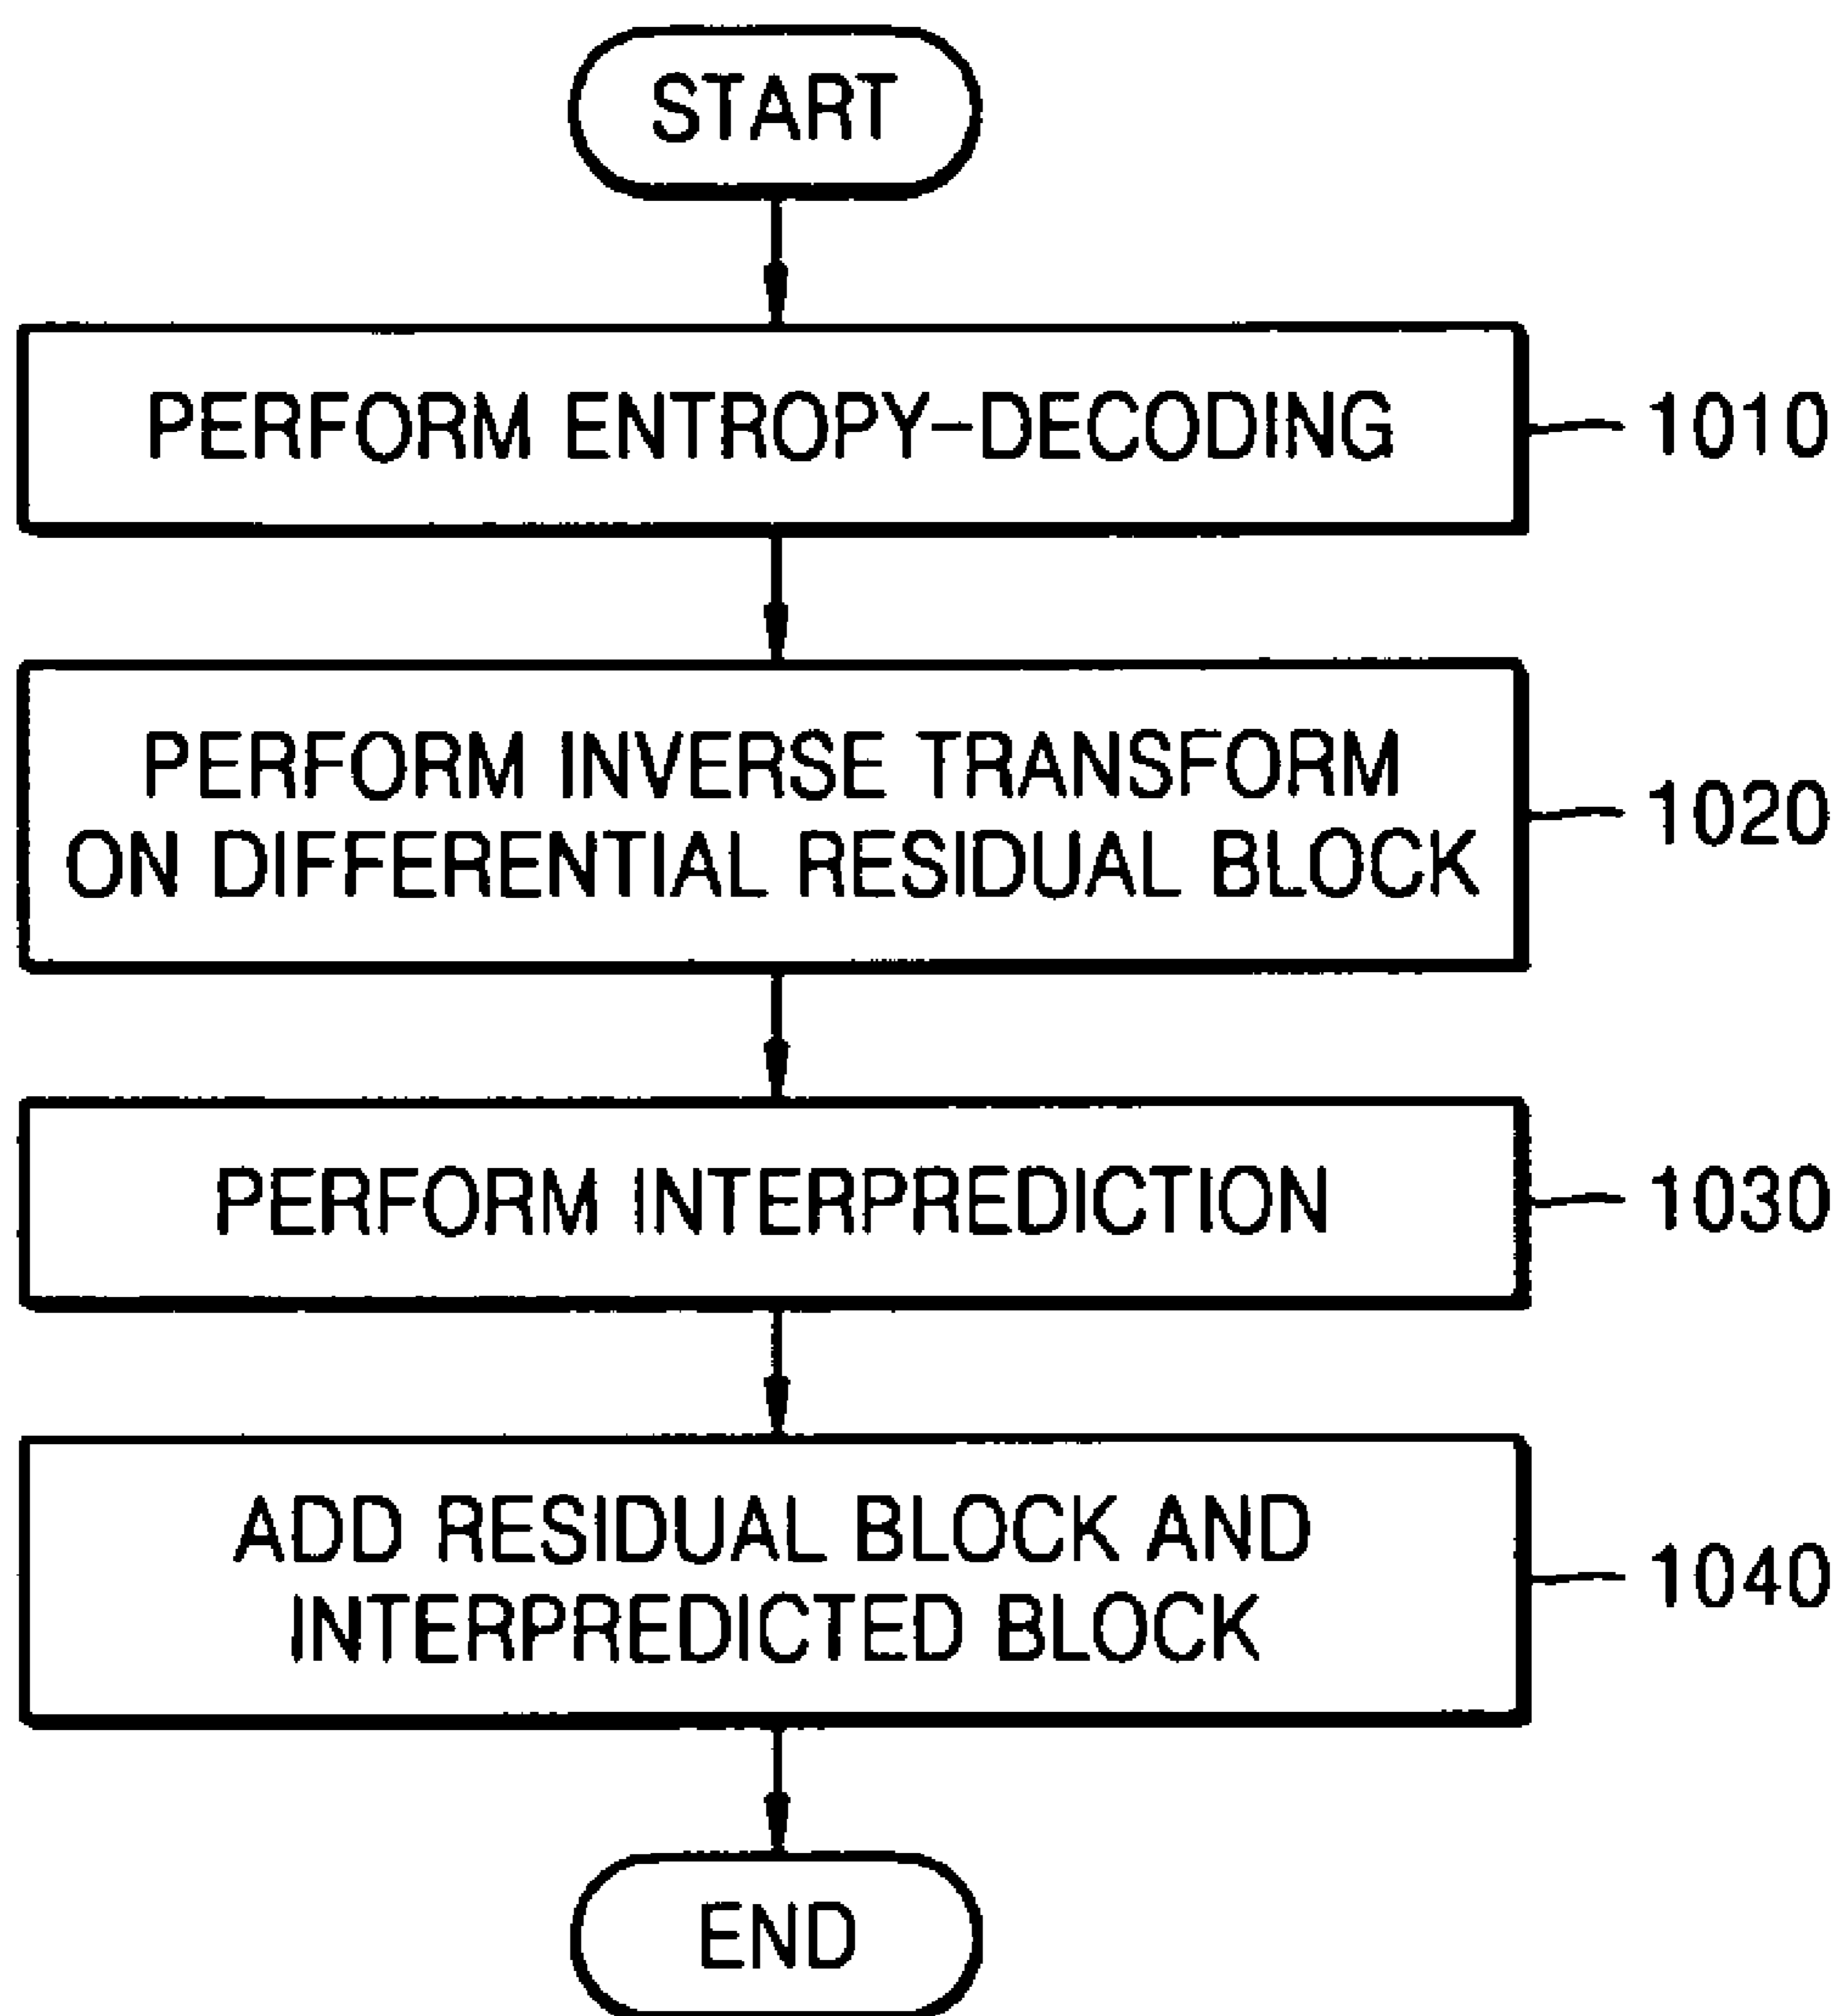 START
PERFORM ENTROPY-DECODING
1010
PERFORM INVERSE TRANSFORM
ON DIFFERENTIAL RESIDUAL BLOCK
1020
PERFORM INTERPREDICTION
1030
ADD RESIDUAL BLOCK AND
INTERPREDICTED BLOCK
1040
END